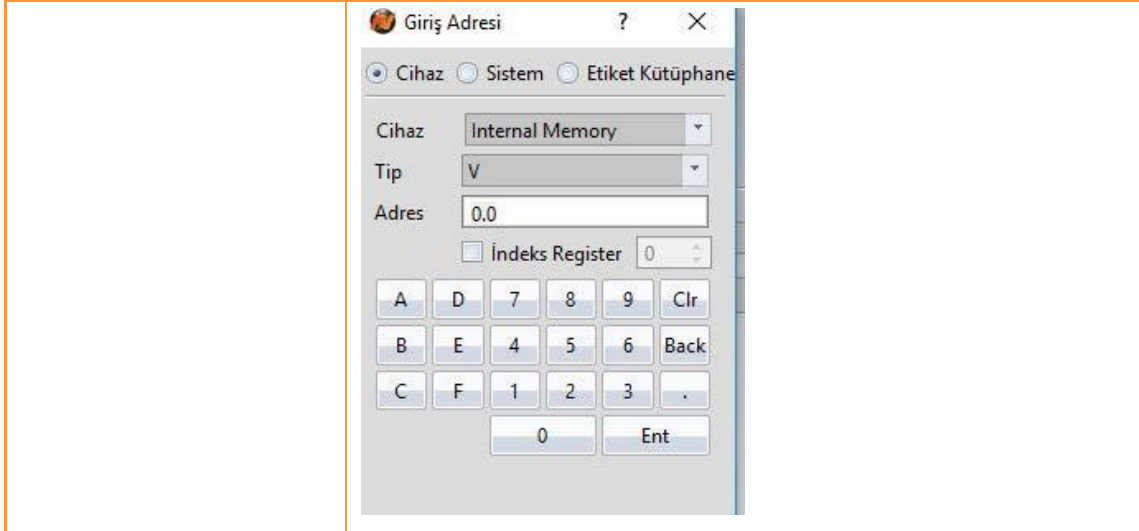 Giriş Adresi ? X
Cihaz Sistem Etiket Kütüphane
Cihaz Internal Memory
Tip V
Adres 0.0
İndeks Register 0
A D 7 8 9 Clr
B E 4 5 6 Back
C F 1 2 3 .
0 Ent